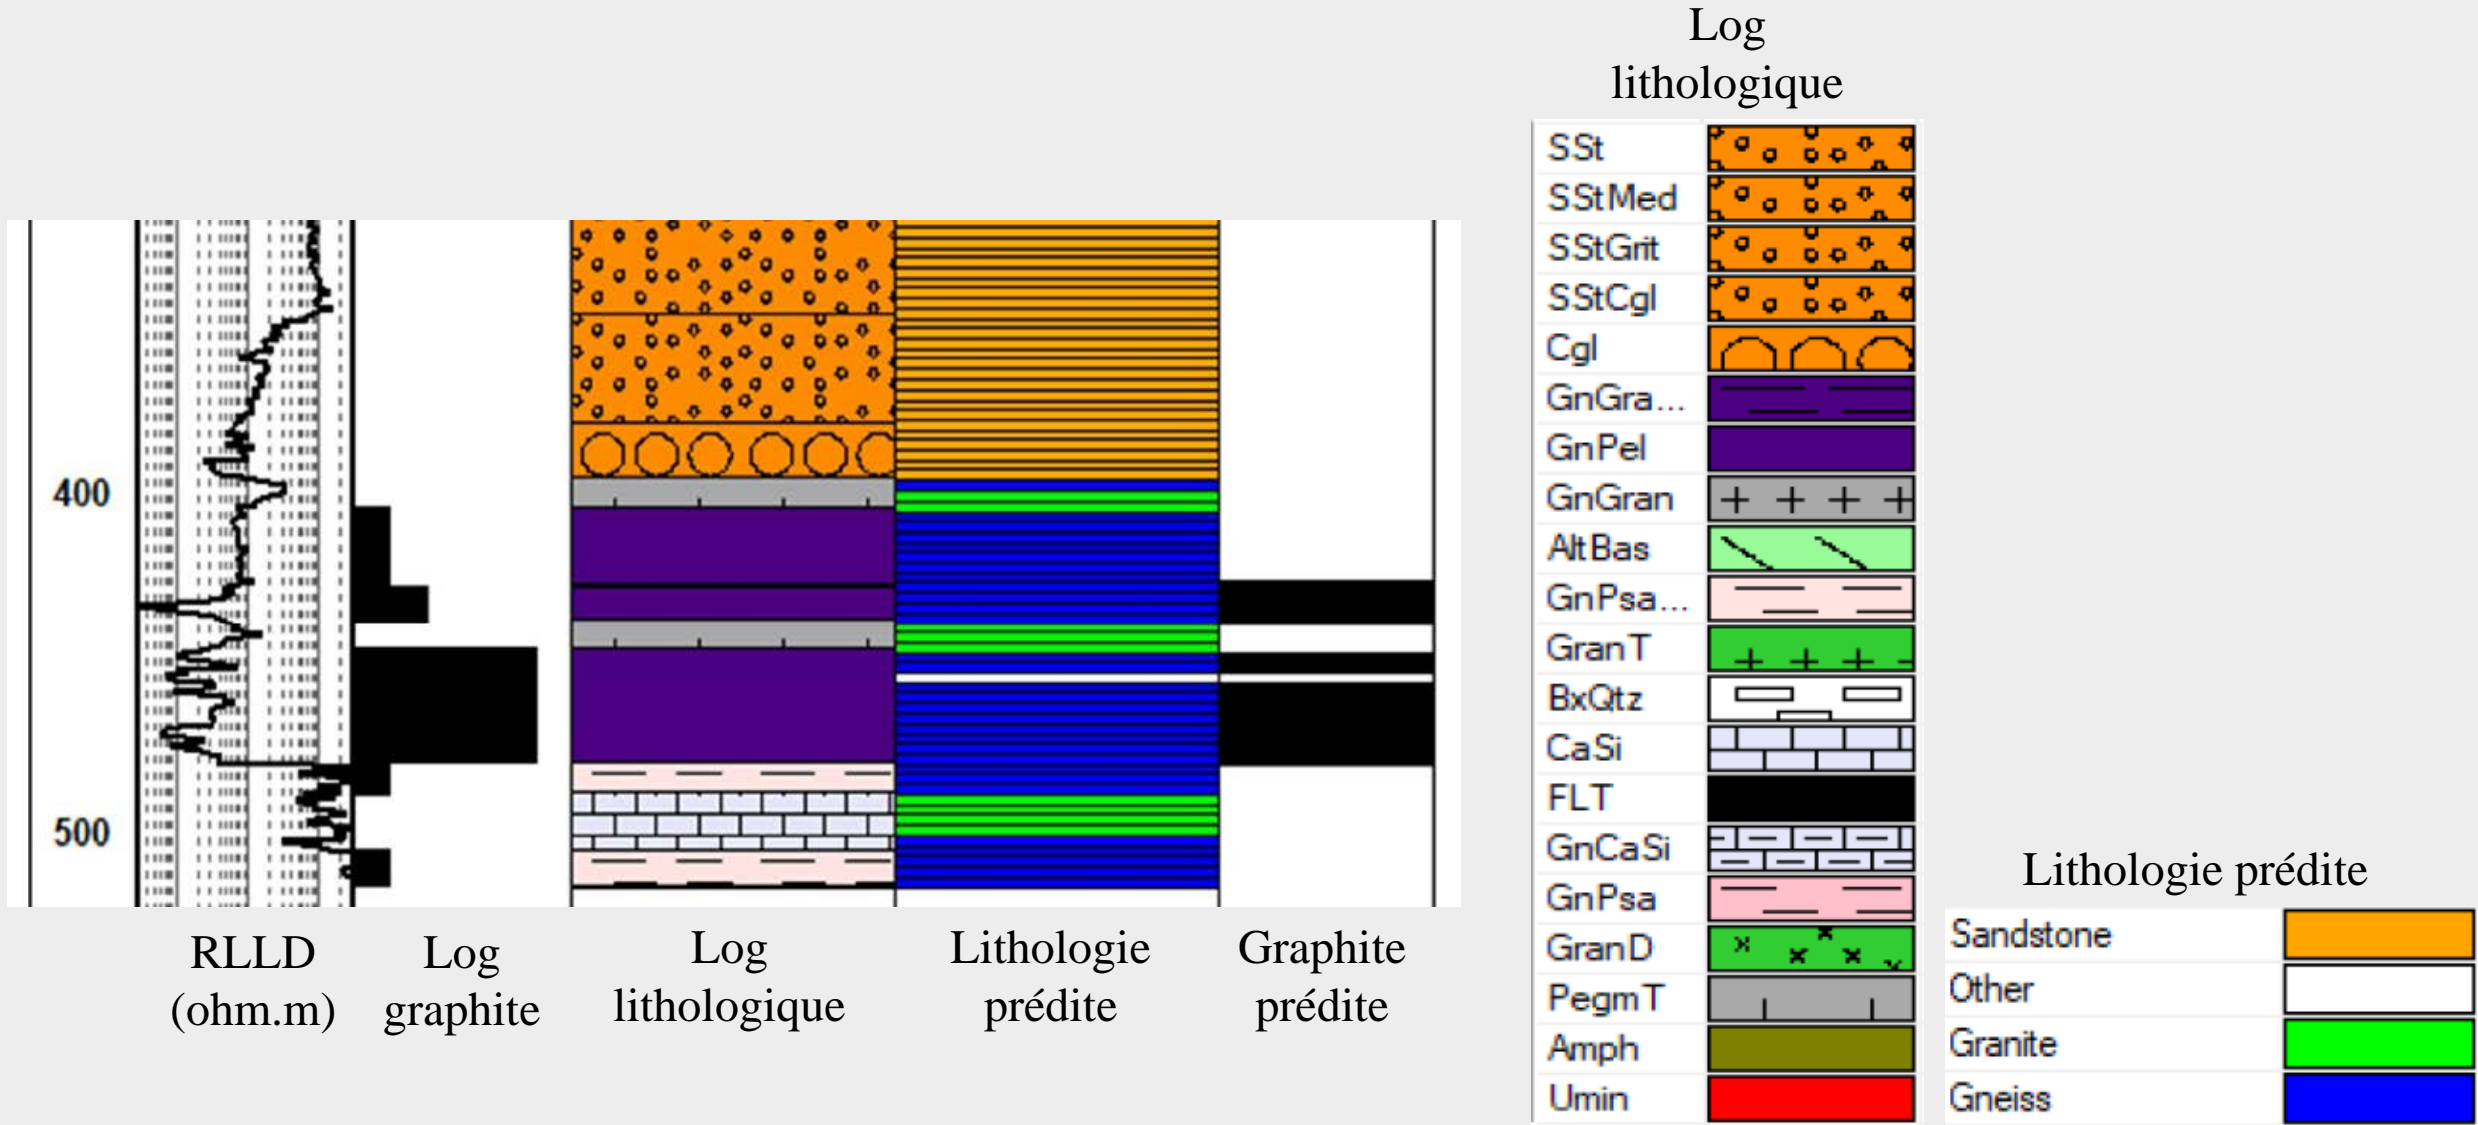 400
500
RLLD
(ohm.m)
Log
graphite
Log
lithologique
Lithologie
prédite
Graphite
prédite
Log
lithologique
SSt
SStMed
SStGrit
SStCgl
Cgl
GnGra...
GnPel
GnGran
AltBas
GnPsa...
GranT
BxQtz
CaSi
FLT
GnCaSi
GnPsa
GranD
PegmT
Amph
Umin
Lithologie prédite
Sandstone
Other
Granite
Gneiss